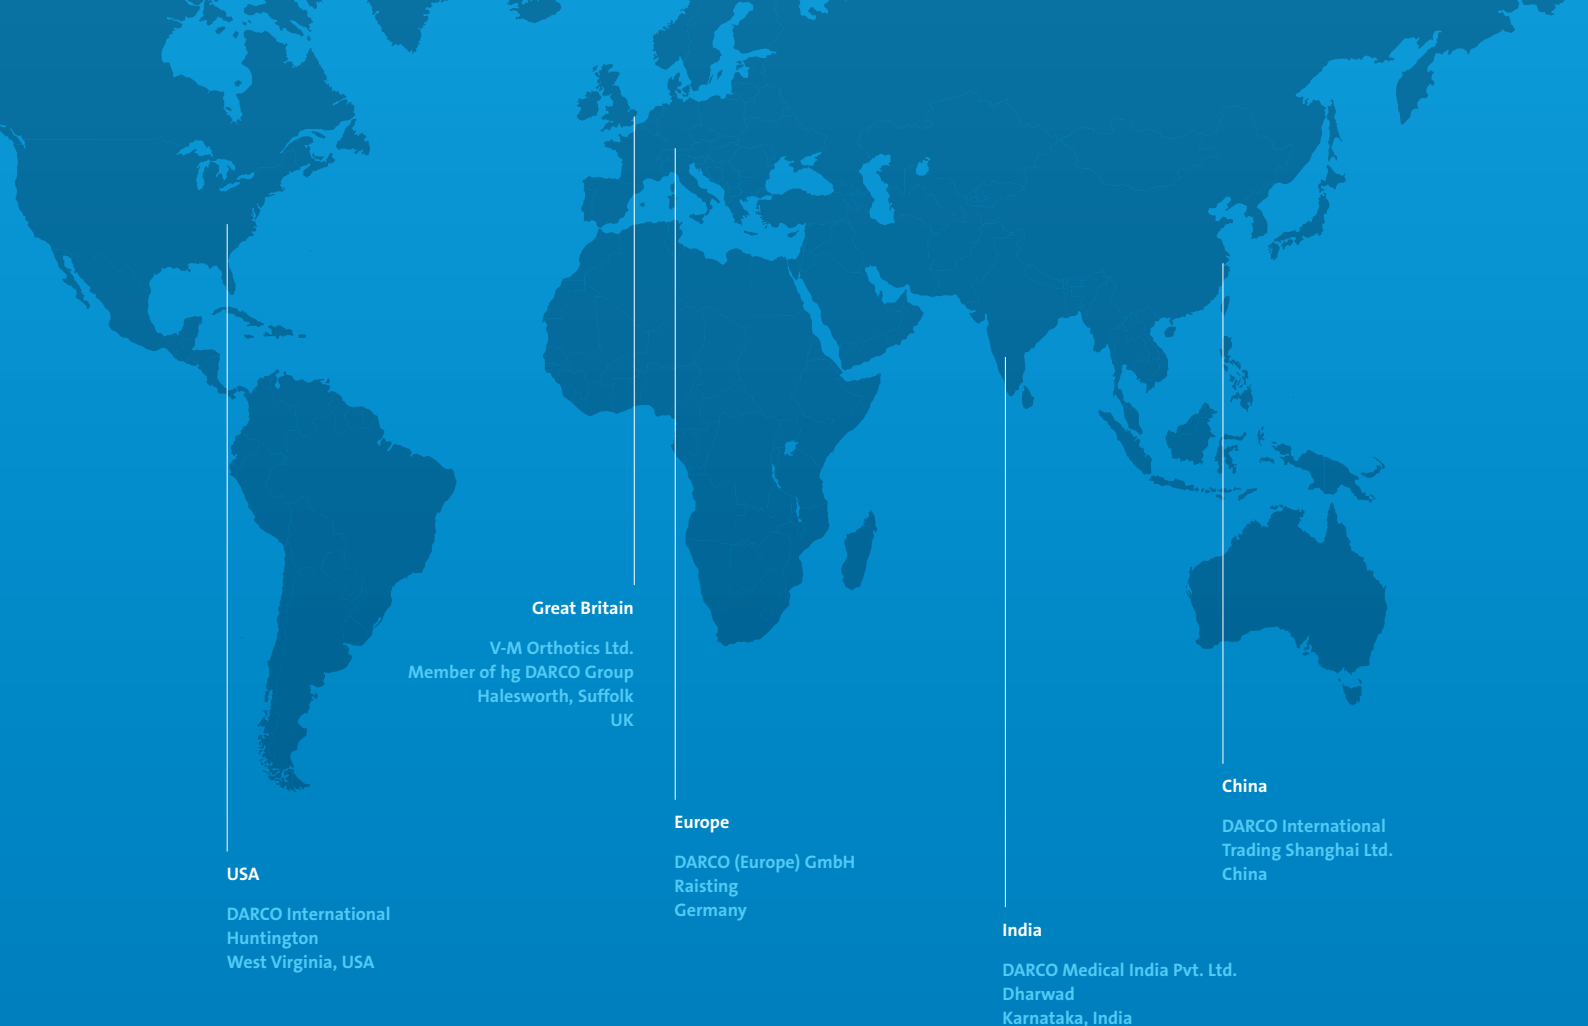 USA
DARCO International
Huntington
West Virginia, USA
Great Britain
V-M Orthotics Ltd.
Member of hg DARCO Group
Halesworth, Suffolk
UK
Europe
DARCO (Europe) GmbH
Raisting
Germany
India
DARCO Medical India Pvt. Ltd.
Dharwad
Karnataka, India
China
DARCO International
Trading Shanghai Ltd.
China